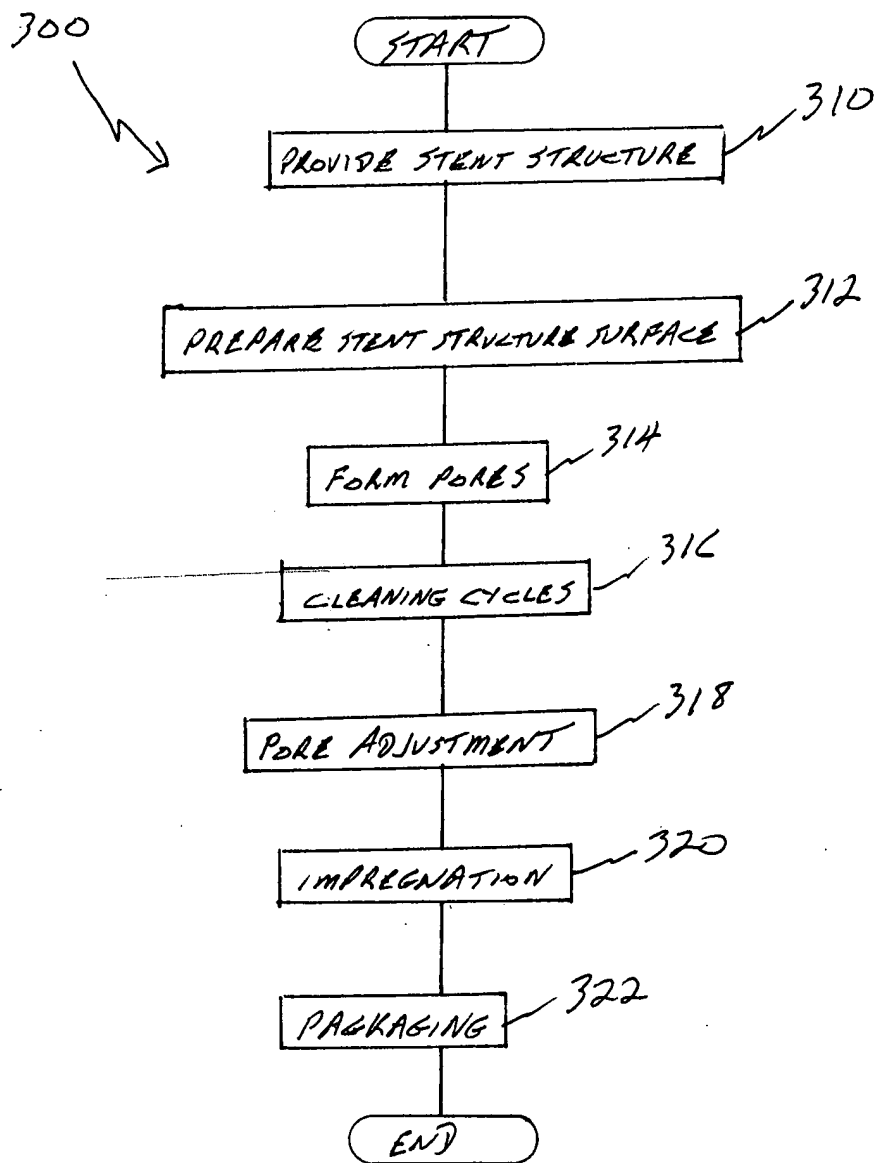 300
START
310
PROVIDE STENT STRUCTURE
312
PREPARE STENT STRUCTURE SURFACE
314
FORM PORES
316
CLEANING CYCLES
318
PORE ADJUSTMENT
320
IMPREGNATION
322
PACKAGING
END